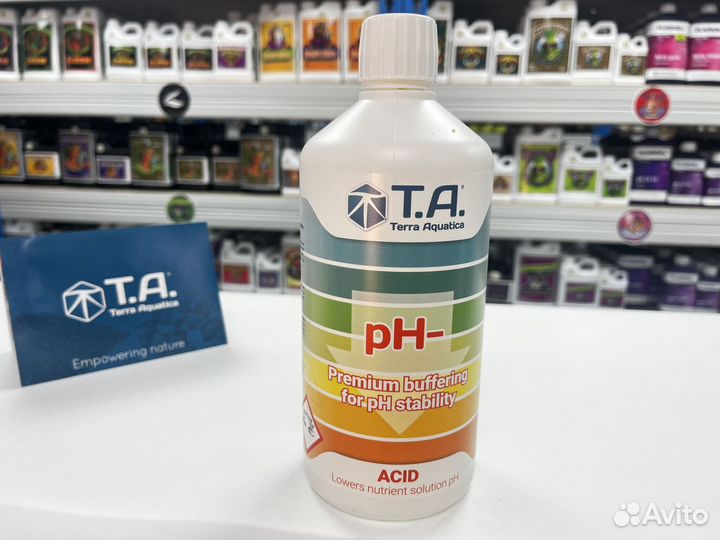 T.A.
Terra Aquatica
pH-
Premium buffering
for pH stability
ACID
Lowers nutrient solution pH
T.A.
Terra Aquatica
Empowering nature
Avito